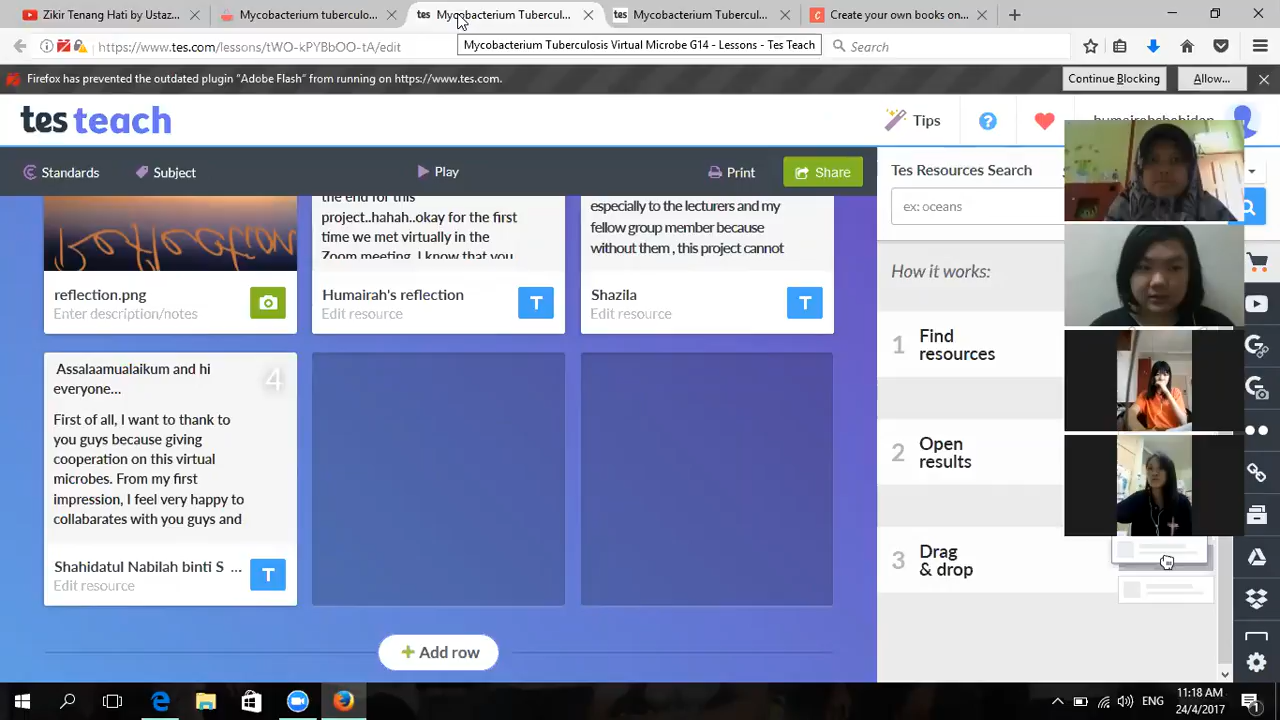 Zikir Tenang Hati by Ustaz...
Mycobacterium tuberculo...
tes Mycobacterium Tubercul...
tes Mycobacterium Tubercul...
Create your own books on...
https://www.tes.com/lessons/tWO-kPYBbOO-tA/edit
Mycobacterium Tuberculosis Virtual Microbe G14 - Lessons - Tes Teach
Search
Firefox has prevented the outdated plugin "Adobe Flash" from running on https://www.tes.com.
Continue Blocking
Allow...
tes teach
Tips
?
humairahshahidan
Standards
Subject
Play
Print
Share
Tes Resources Search
ex: oceans
Reflection
the end for this
project..hahah..okay for the first
time we met virtually in the
Zoom meeting. I know that you
especially to the lecturers and my
fellow group member because
without them , this project cannot
reflection.png
Enter description/notes
Humairah's reflection
Edit resource
T
Shazila
Edit resource
T
How it works:
1 Find
resources
2 Open
results
3 Drag
& drop
Assalaamualaikum and hi
everyone...
4
First of all, I want to thank to
you guys because giving
cooperation on this virtual
microbes. From my first
impression, I feel very happy to
collabarates with you guys and
Shahidatul Nabilah binti S ...
Edit resource
T
+ Add row
ENG
11:18 AM
24/4/2017